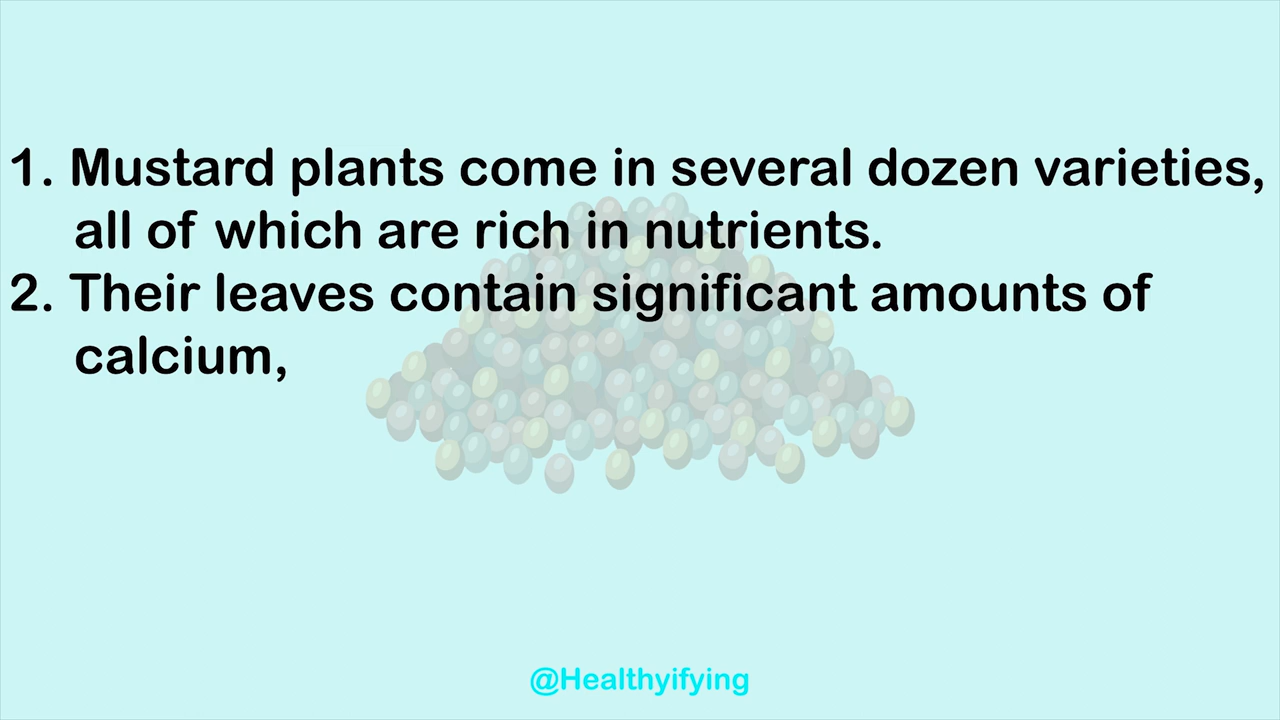 1. Mustard plants come in several dozen varieties,
all of which are rich in nutrients.
2. Their leaves contain significant amounts of
calcium,
@Healthyifying